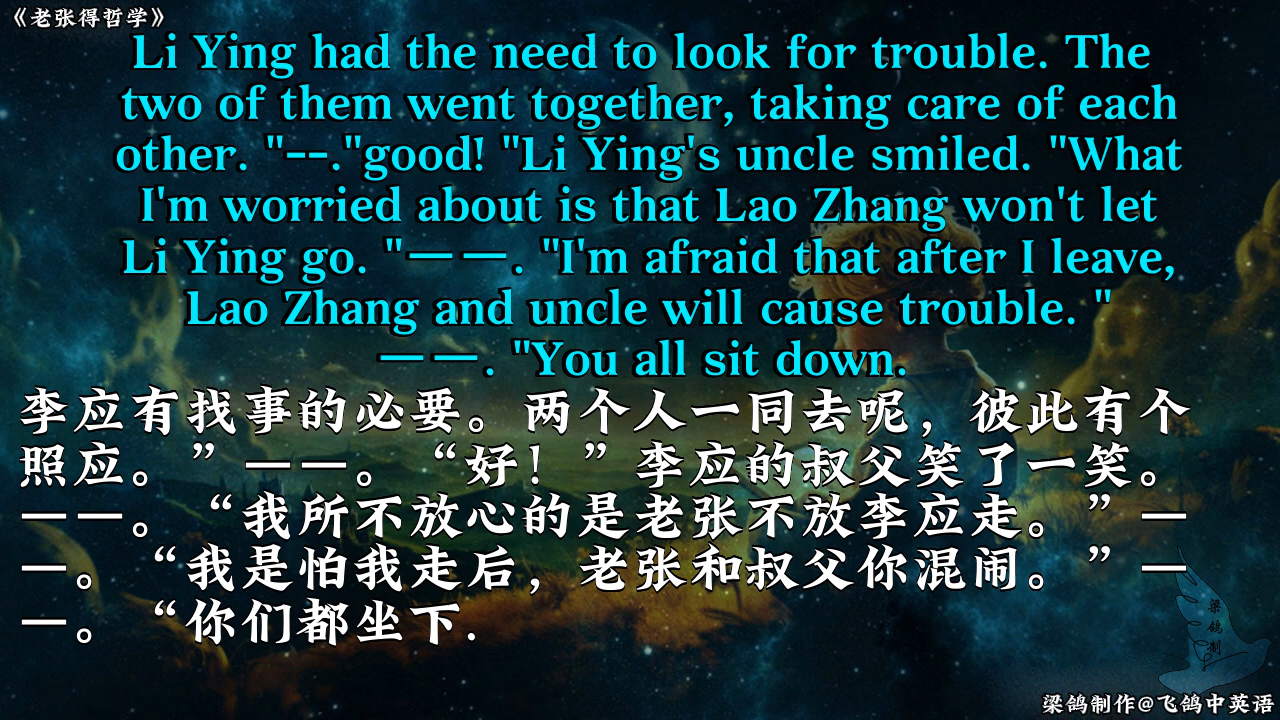 《老张得哲学》
Li Ying had the need to look for trouble. The
two of them went together, taking care of each
other. "--."good! "Li Ying's uncle smiled. "What
I'm worried about is that Lao Zhang won't let
Li Ying go. "——. "I'm afraid that after I leave,
Lao Zhang and uncle will cause trouble. "
——. "You all sit down.
李应有找事的必要。两个人一同去呢，彼此有个
照应。”——。“好！”李应的叔父笑了一笑。
——。“我所不放心的是老张不放李应走。”—
—。“我是怕我走后，老张和叔父你混闹。”—
—。“你们都坐下.
梁鸽制
梁鸽制作@飞鸽中英语